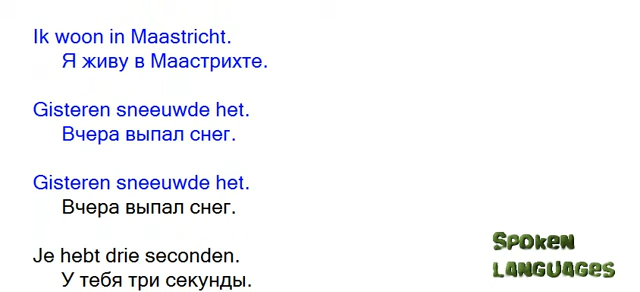 Ik woon in Maastricht.
Я живу в Маастрихте.
Gisteren sneeuwde het.
Вчера выпал снег.
Gisteren sneeuwde het.
Вчера выпал снег.
Je hebt drie seconden.
У тебя три секунды.
Spoken
Languages